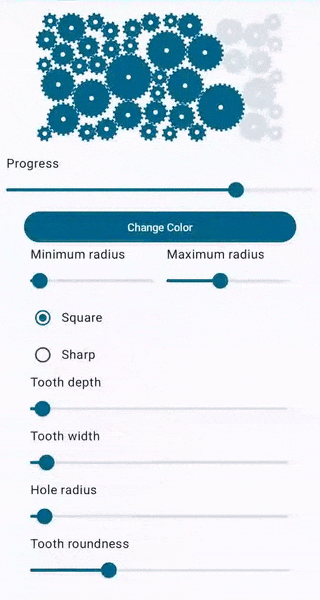 Progress
Change Color
Minimum radius Maximum radius
Square
Sharp
Tooth depth
Tooth width
Hole radius
Tooth roundness